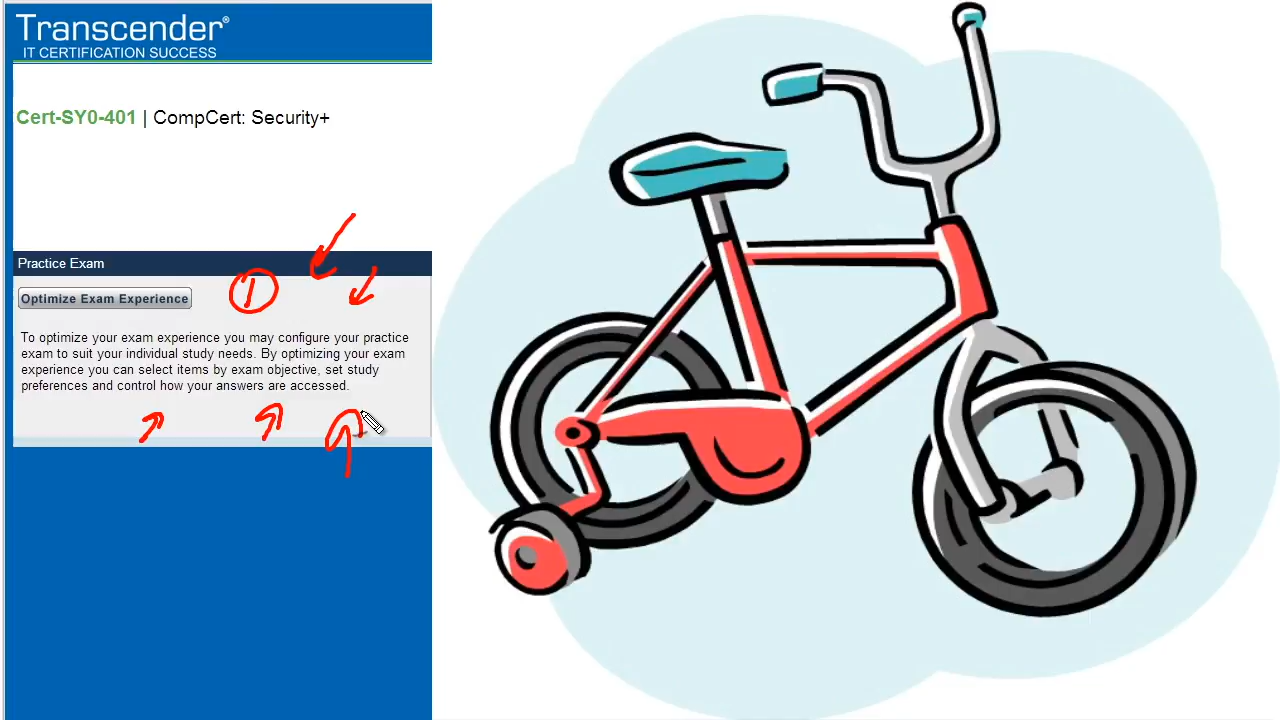 Transcender®
IT CERTIFICATION SUCCESS
Cert-SY0-401 | CompCert: Security+
Practice Exam
Optimize Exam Experience
1
To optimize your exam experience you may configure your practice
exam to suit your individual study needs. By optimizing your exam
experience you can select items by exam objective, set study
preferences and control how your answers are accessed.